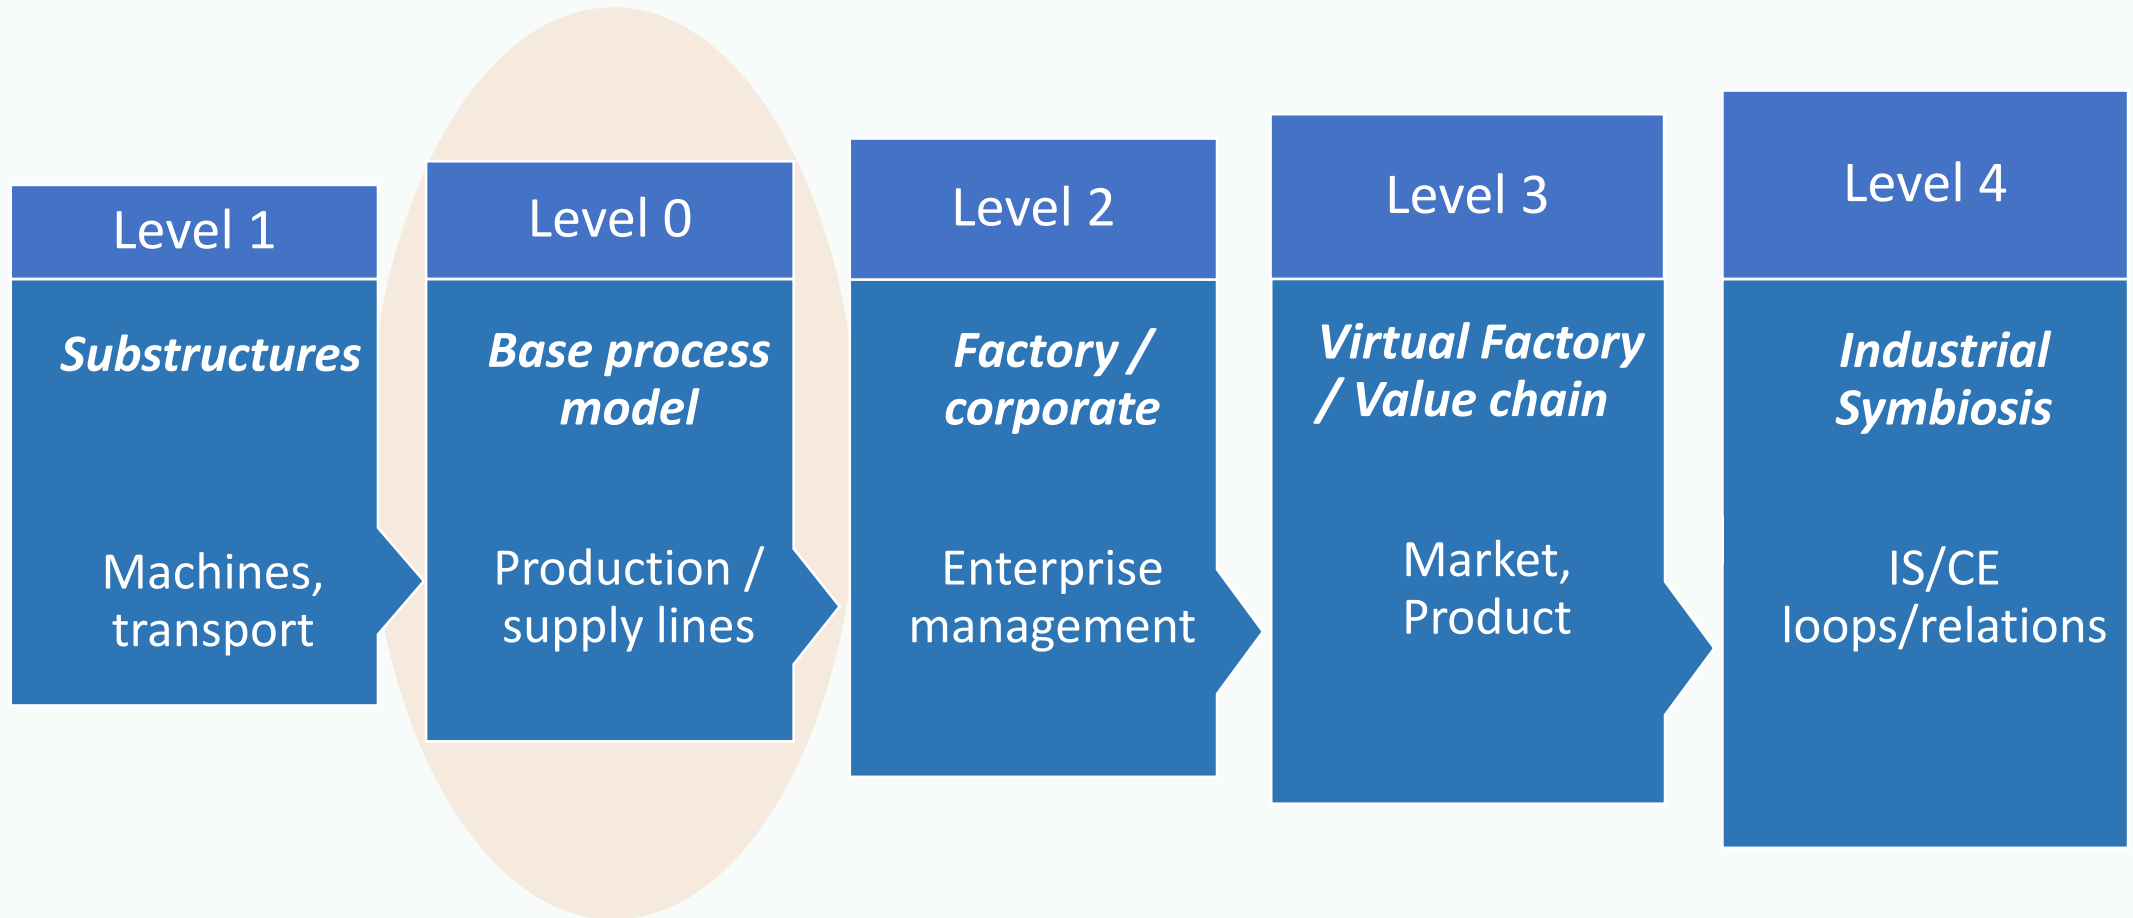 Level 1
Substructures
Machines,
transport
Level 0
Base process
model
Production /
supply lines
Level 2
Factory /
corporate
Enterprise
management
Level 3
Virtual Factory
/ Value chain
Market,
Product
Level 4
Industrial
Symbiosis
IS/CE
loops/relations